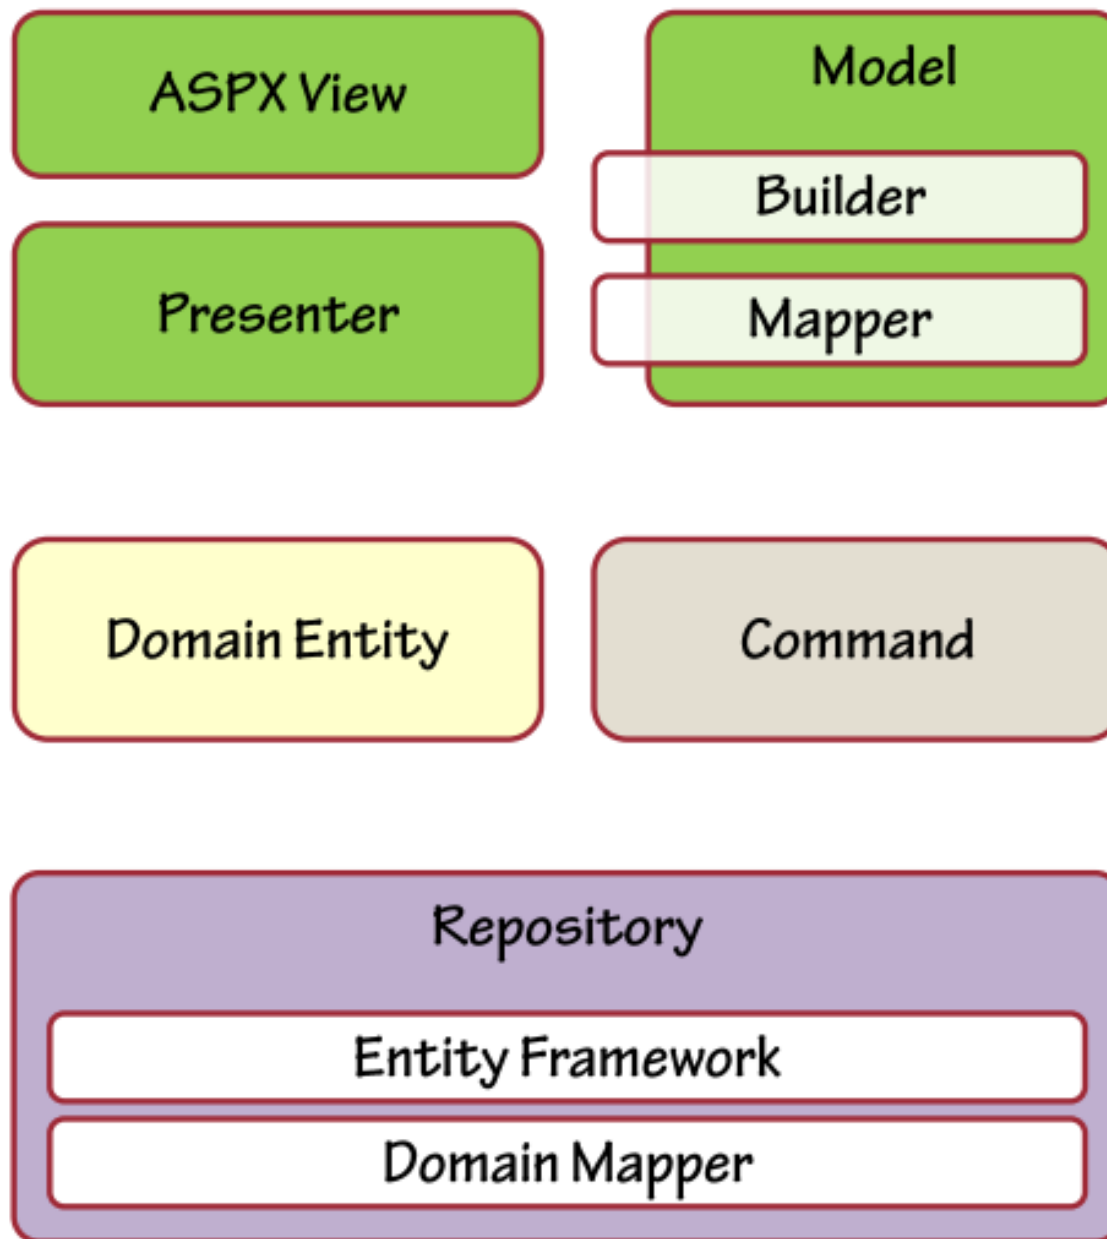 ASPX View
Model
Builder
Presenter
Mapper
Domain Entity
Command
Repository
Entity Framework
Domain Mapper